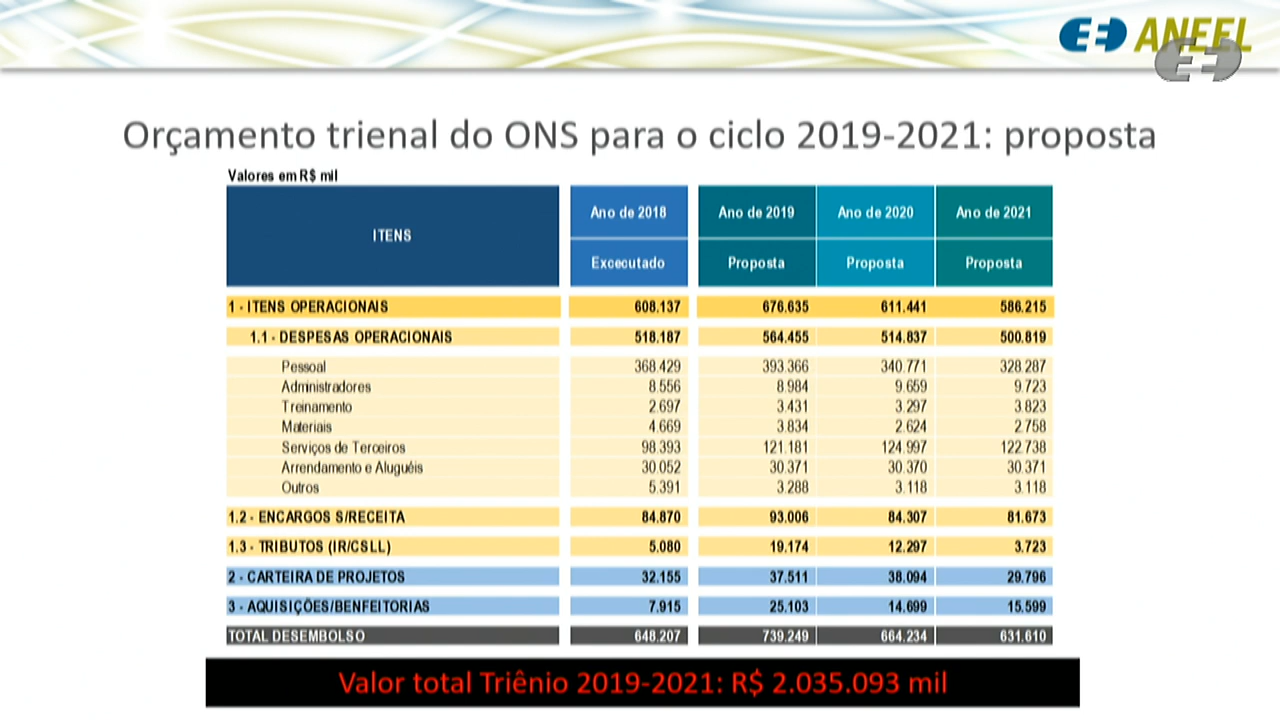 ANEEL
Orçamento trienal do ONS para o ciclo 2019-2021: proposta
Valores em R$ mil
ITENS Ano de 2018 Ano de 2019 Ano de 2020 Ano de 2021
Excecutado Proposta Proposta Proposta
1 - ITENS OPERACIONAIS 608.137 676.635 611.441 586.215
1.1 - DESPESAS OPERACIONAIS 518.187 564.455 514.837 500.819
Pessoal 368.429 393.366 340.771 328.287
Administradores 8.556 8.984 9.659 9.723
Treinamento 2.697 3.431 3.297 3.823
Materiais 4.669 3.834 2.624 2.758
Serviços de Terceiros 98.393 121.181 124.997 122.738
Arrendamento e Aluguéis 30.052 30.371 30.370 30.371
Outros 5.391 3.288 3.118 3.118
1.2 - ENCARGOS S/RECEITA 84.870 93.006 84.307 81.673
1.3 - TRIBUTOS (IR/CSLL) 5.080 19.174 12.297 3.723
2 - CARTEIRA DE PROJETOS 32.155 37.511 38.094 29.796
3 - AQUISIÇÕES/BENFEITORIAS 7.915 25.103 14.699 15.599
TOTAL DESEMBOLSO 648.207 739.249 664.234 631.610
Valor total Triênio 2019-2021: R$ 2.035.093 mil